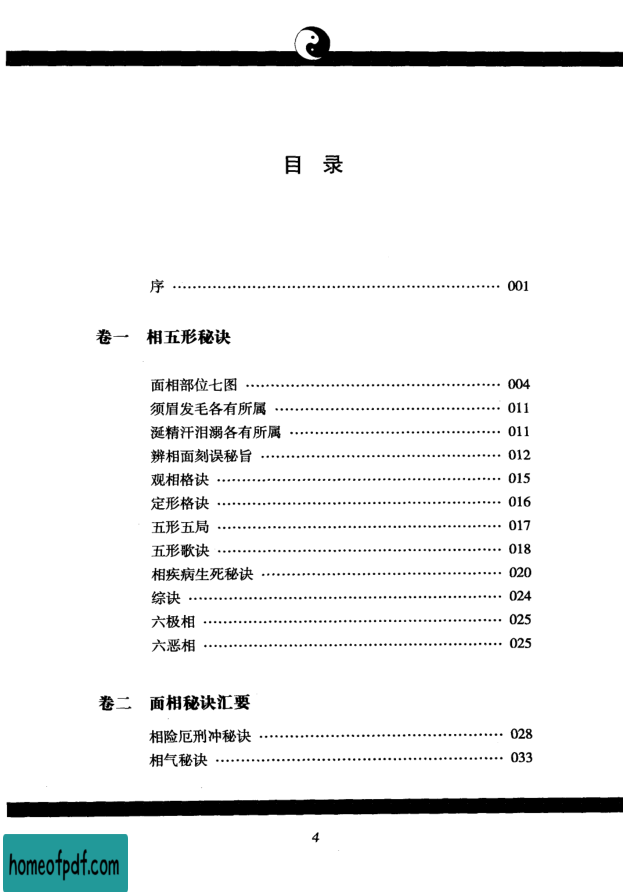 目 录
序 ………………………………………………………… 001
卷一 相五形秘诀
面相部位七图 …………………………………………… 004
须眉发毛各有所属 ……………………………………… 011
涎精汗泪溺各有所属 …………………………………… 011
辨相面刻误秘旨 ………………………………………… 012
观相格诀 ………………………………………………… 015
定形格诀 ………………………………………………… 016
五形五局 ………………………………………………… 017
五形歌诀 ………………………………………………… 018
相疾病生死秘诀 ………………………………………… 020
综诀 ……………………………………………………… 024
六极相 …………………………………………………… 025
六恶相 …………………………………………………… 025
卷二 面相秘诀汇要
相险厄刑冲秘诀 ………………………………………… 028
相气秘诀 ………………………………………………… 033
4
homeofpdf.com